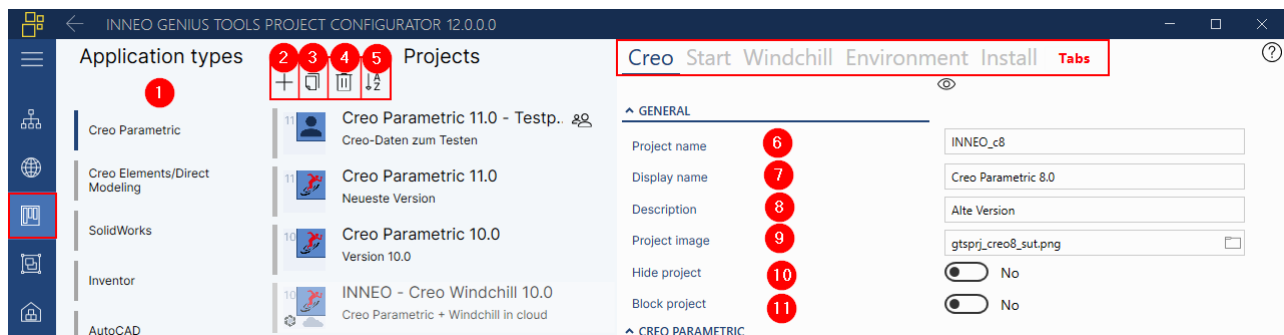 INNEO GENIUS TOOLS PROJECT CONFIGURATOR 12.0.0.0
Application types
1
Creo Parametric
Creo Elements/Direct
Modeling
SolidWorks
Inventor
AutoCAD
2 3 4 5
Projects
11
Creo Parametric 11.0 - Testp..
Creo-Daten zum Testen
11
Creo Parametric 11.0
Neueste Version
10
Creo Parametric 10.0
Version 10.0
10
INNEO - Creo Windchill 10.0
Creo Parametric + Windchill in cloud
Creo Start Windchill Environment Install Tabs
?
GENERAL
Project name 6 INNEO_c8
Display name 7 Creo Parametric 8.0
Description 8 Alte Version
Project image 9 gtsprj_creo8_sut.png
Hide project 10 No
Block project 11 No
CREO PARAMETRIC